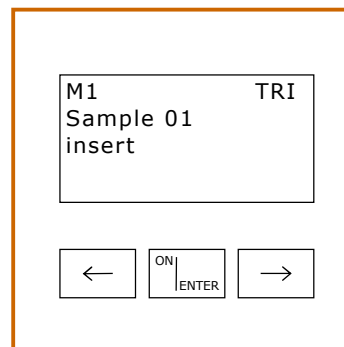 M1 TRI
Sample 01
insert
← ON ENTER →